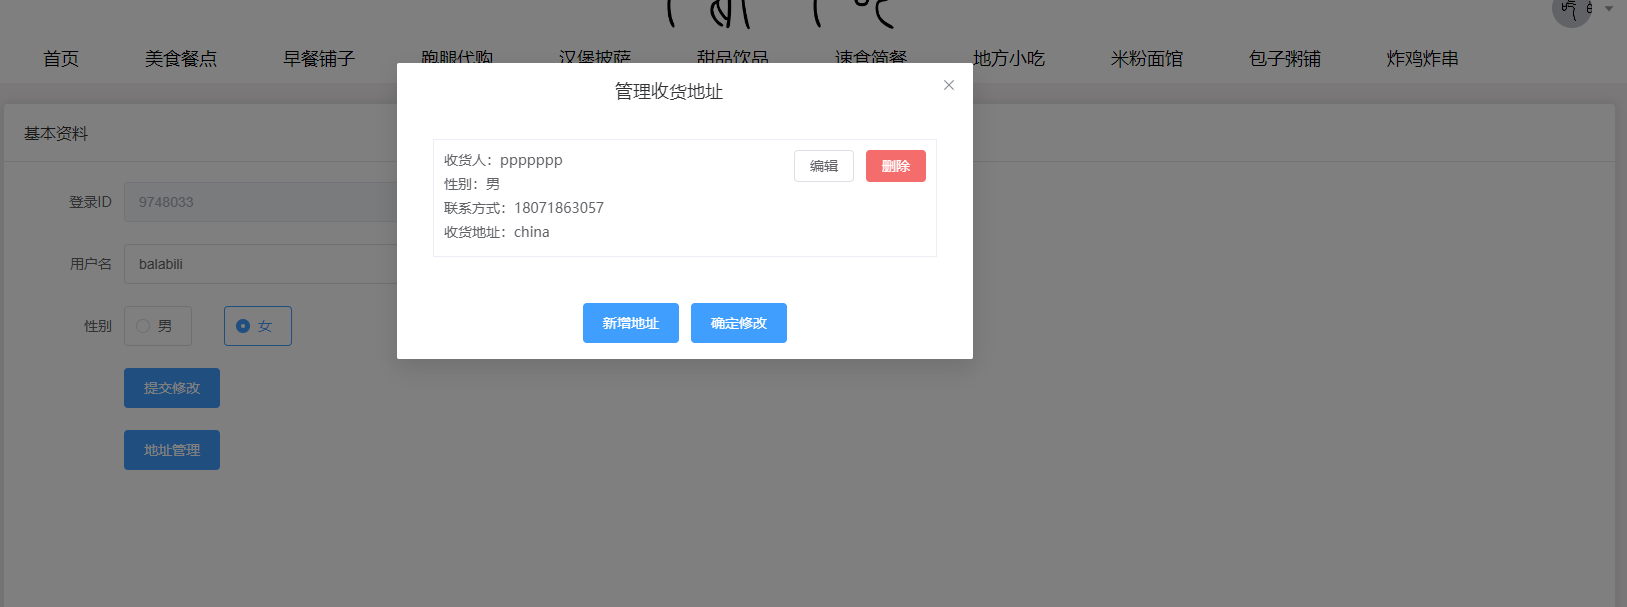 首页 美食餐点 早餐铺子 跑腿代购 汉堡披萨 甜品饮品 速食简餐 地方小吃 米粉面馆 包子粥铺 炸鸡炸串
管理收货地址
基本资料
收货人：ppppppp 编辑 删除
性别：男
联系方式：18071863057
收货地址：china
登录ID 9748033
用户名 balabili
性别 男 女
新增地址 确定修改
提交修改
地址管理